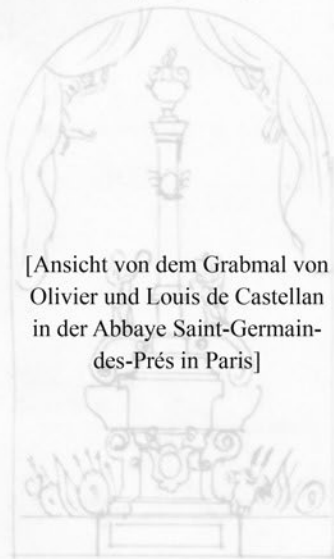 [Ansicht von dem Grabmal von
Olivier und Louis de Castellan
in der Abbaye Saint-Germain-
des-Prés in Paris]